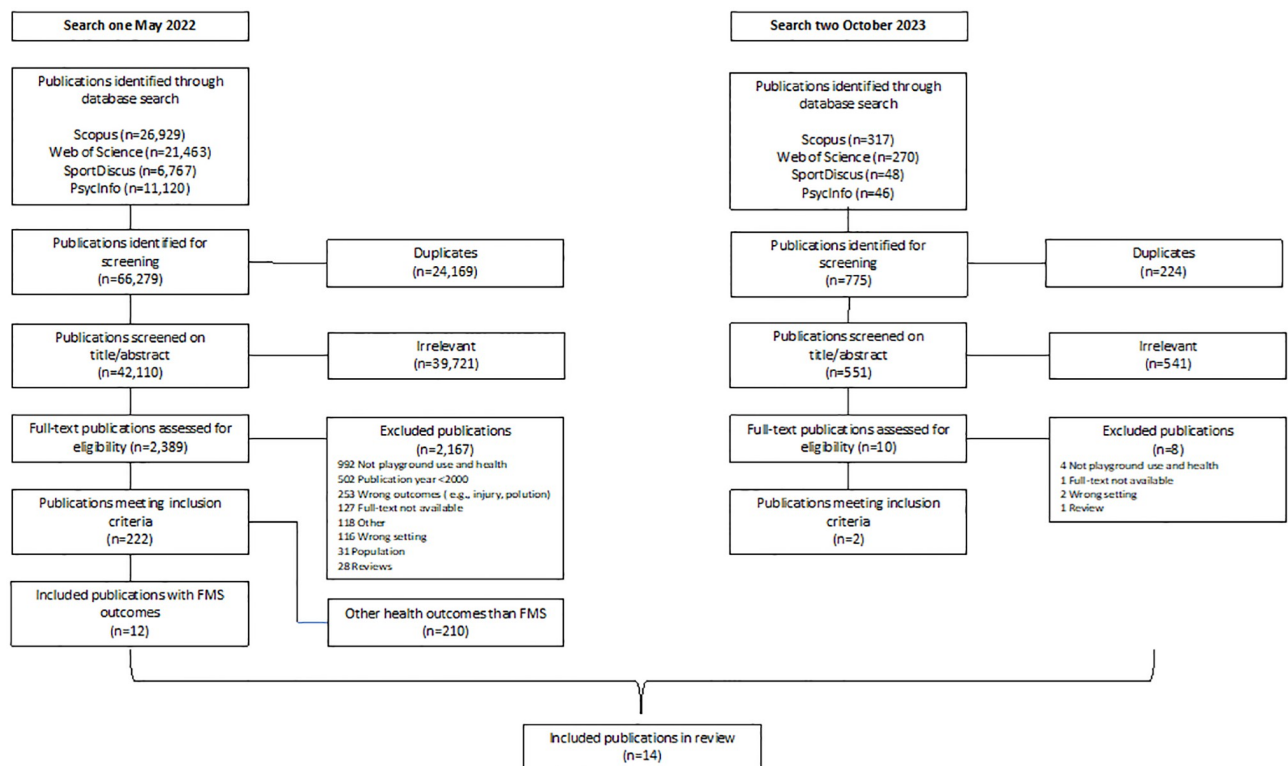 Search one May 2022
Publications identified through
database search
Scopus (n=26,929)
Web of Science (n=21,463)
SportDiscus (n=6,767)
PsycInfo (n=11,120)
Publications identified for
screening
(n=66,279)
Duplicates
(n=24,169)
Publications screened on
title/abstract
(n=42,110)
Irrelevant
(n=39,721)
Full-text publications assessed for
eligibility (n=2,389)
Excluded publications
(n=2,167)
992 Not playground use and health
502 Publication year <2000
253 Wrong outcomes ( e.g., injury, polution)
127 Full-text not available
118 Other
116 Wrong setting
31 Population
28 Reviews
Publications meeting inclusion
criteria
(n=222)
Included publications with FMS
outcomes
(n=12)
Other health outcomes than FMS
(n=210)
Search two October 2023
Publications identified through
database search
Scopus (n=317)
Web of Science (n=270)
SportDiscus (n=48)
PsycInfo (n=46)
Publications identified for
screening
(n=775)
Duplicates
(n=224)
Publications screened on
title/abstract
(n=551)
Irrelevant
(n=541)
Full-text publications assessed for
eligibility (n=10)
Excluded publications
(n=8)
4 Not playground use and health
1 Full-text not available
2 Wrong setting
1 Review
Publications meeting inclusion
criteria
(n=2)
Included publications in review
(n=14)